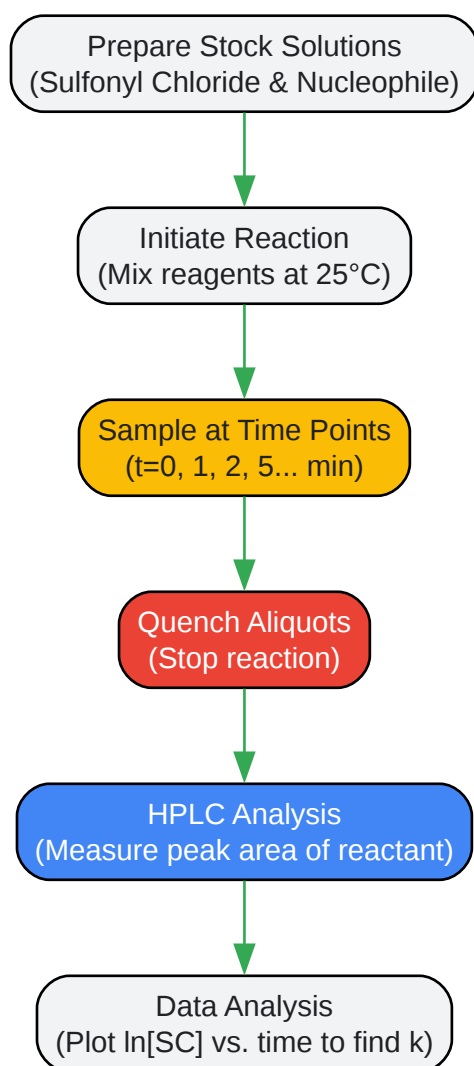 Prepare Stock Solutions
(Sulfonyl Chloride & Nucleophile)
Initiate Reaction
(Mix reagents at 25°C)
Sample at Time Points
(t=0, 1, 2, 5... min)
Quench Aliquots
(Stop reaction)
HPLC Analysis
(Measure peak area of reactant)
Data Analysis
(Plot ln[SC] vs. time to find k)